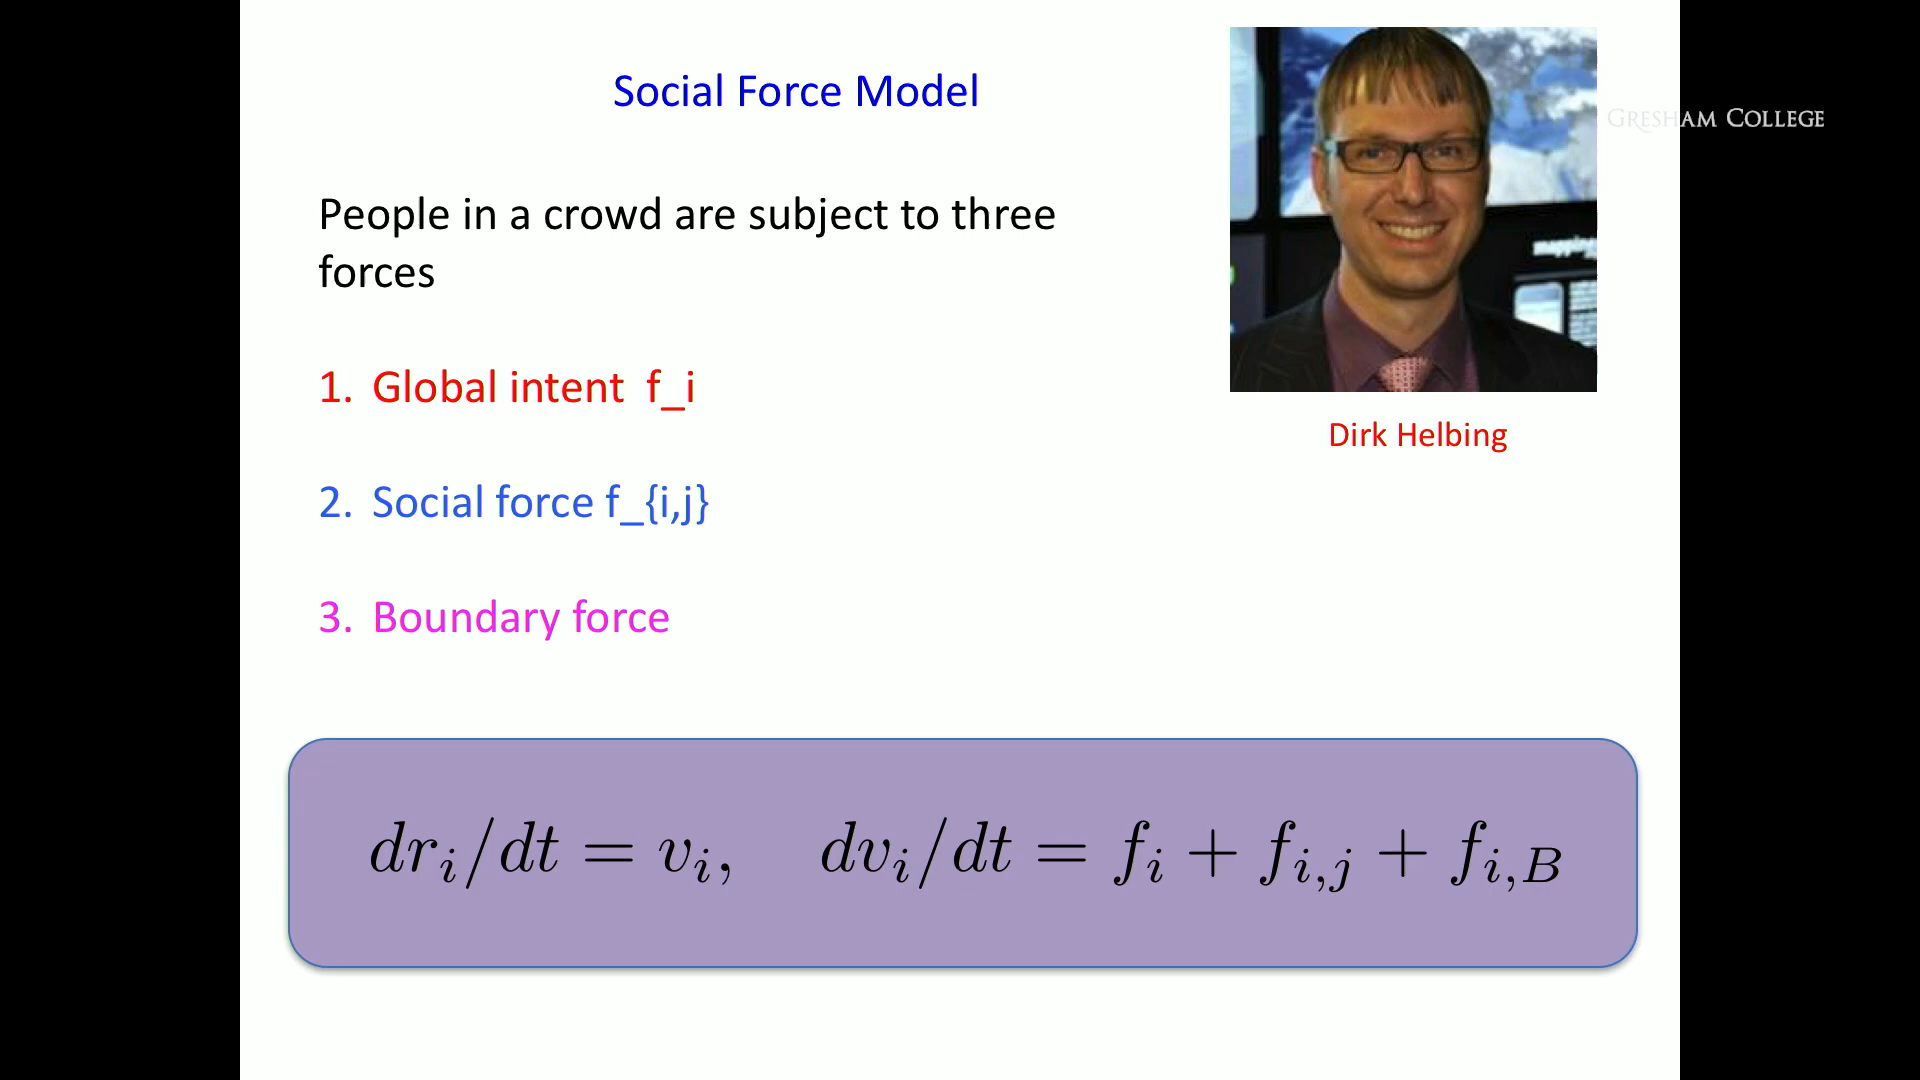 Social Force Model
GRESHAM COLLEGE
People in a crowd are subject to three
forces
1. Global intent f_i
Dirk Helbing
2. Social force f_{i,j}
3. Boundary force
dr_i/dt = v_i, dv_i/dt = f_i + f_{i,j} + f_{i,B}